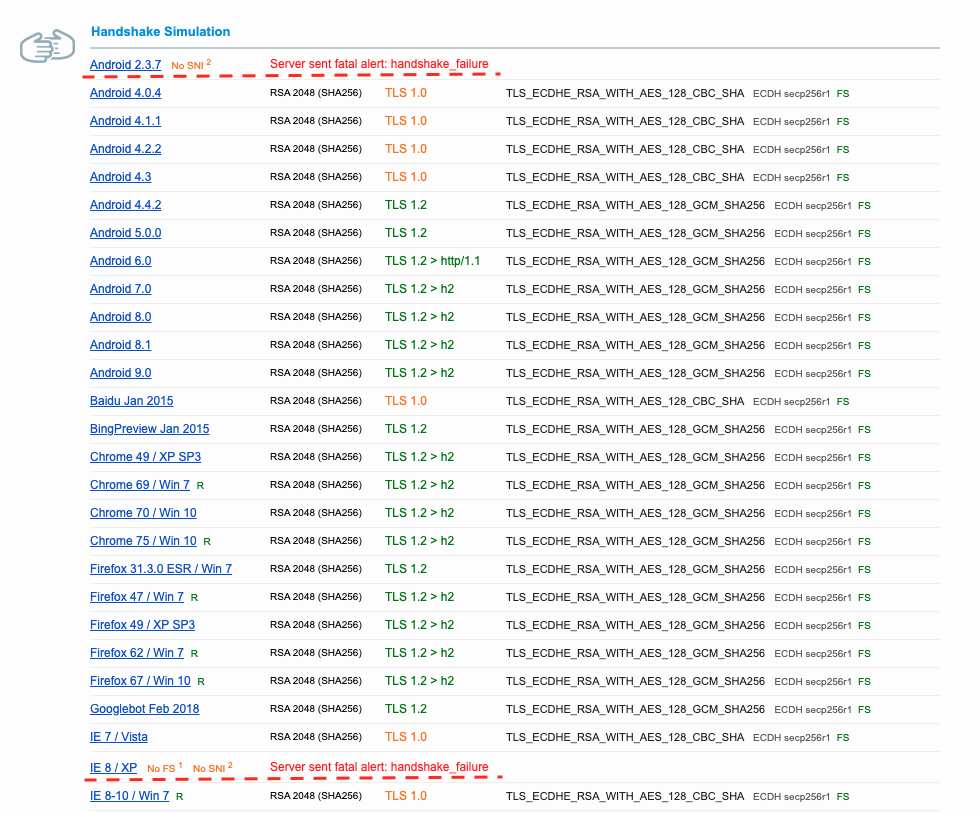 Handshake Simulation
Android 2.3.7 No SNI 2 Server sent fatal alert: handshake_failure
Android 4.0.4 RSA 2048 (SHA256) TLS 1.0 TLS_ECDHE_RSA_WITH_AES_128_CBC_SHA ECDH secp256r1 FS
Android 4.1.1 RSA 2048 (SHA256) TLS 1.0 TLS_ECDHE_RSA_WITH_AES_128_CBC_SHA ECDH secp256r1 FS
Android 4.2.2 RSA 2048 (SHA256) TLS 1.0 TLS_ECDHE_RSA_WITH_AES_128_CBC_SHA ECDH secp256r1 FS
Android 4.3 RSA 2048 (SHA256) TLS 1.0 TLS_ECDHE_RSA_WITH_AES_128_CBC_SHA ECDH secp256r1 FS
Android 4.4.2 RSA 2048 (SHA256) TLS 1.2 TLS_ECDHE_RSA_WITH_AES_128_GCM_SHA256 ECDH secp256r1 FS
Android 5.0.0 RSA 2048 (SHA256) TLS 1.2 TLS_ECDHE_RSA_WITH_AES_128_GCM_SHA256 ECDH secp256r1 FS
Android 6.0 RSA 2048 (SHA256) TLS 1.2 > http/1.1 TLS_ECDHE_RSA_WITH_AES_128_GCM_SHA256 ECDH secp256r1 FS
Android 7.0 RSA 2048 (SHA256) TLS 1.2 > h2 TLS_ECDHE_RSA_WITH_AES_128_GCM_SHA256 ECDH secp256r1 FS
Android 8.0 RSA 2048 (SHA256) TLS 1.2 > h2 TLS_ECDHE_RSA_WITH_AES_128_GCM_SHA256 ECDH secp256r1 FS
Android 8.1 RSA 2048 (SHA256) TLS 1.2 > h2 TLS_ECDHE_RSA_WITH_AES_128_GCM_SHA256 ECDH secp256r1 FS
Android 9.0 RSA 2048 (SHA256) TLS 1.2 > h2 TLS_ECDHE_RSA_WITH_AES_128_GCM_SHA256 ECDH secp256r1 FS
Baidu Jan 2015 RSA 2048 (SHA256) TLS 1.0 TLS_ECDHE_RSA_WITH_AES_128_CBC_SHA ECDH secp256r1 FS
BingPreview Jan 2015 RSA 2048 (SHA256) TLS 1.2 TLS_ECDHE_RSA_WITH_AES_128_GCM_SHA256 ECDH secp256r1 FS
Chrome 49 / XP SP3 RSA 2048 (SHA256) TLS 1.2 > h2 TLS_ECDHE_RSA_WITH_AES_128_GCM_SHA256 ECDH secp256r1 FS
Chrome 69 / Win 7 R RSA 2048 (SHA256) TLS 1.2 > h2 TLS_ECDHE_RSA_WITH_AES_128_GCM_SHA256 ECDH secp256r1 FS
Chrome 70 / Win 10 RSA 2048 (SHA256) TLS 1.2 > h2 TLS_ECDHE_RSA_WITH_AES_128_GCM_SHA256 ECDH secp256r1 FS
Chrome 75 / Win 10 R RSA 2048 (SHA256) TLS 1.2 > h2 TLS_ECDHE_RSA_WITH_AES_128_GCM_SHA256 ECDH secp256r1 FS
Firefox 31.3.0 ESR / Win 7 RSA 2048 (SHA256) TLS 1.2 TLS_ECDHE_RSA_WITH_AES_128_GCM_SHA256 ECDH secp256r1 FS
Firefox 47 / Win 7 R RSA 2048 (SHA256) TLS 1.2 > h2 TLS_ECDHE_RSA_WITH_AES_128_GCM_SHA256 ECDH secp256r1 FS
Firefox 49 / XP SP3 RSA 2048 (SHA256) TLS 1.2 > h2 TLS_ECDHE_RSA_WITH_AES_128_GCM_SHA256 ECDH secp256r1 FS
Firefox 62 / Win 7 R RSA 2048 (SHA256) TLS 1.2 > h2 TLS_ECDHE_RSA_WITH_AES_128_GCM_SHA256 ECDH secp256r1 FS
Firefox 67 / Win 10 R RSA 2048 (SHA256) TLS 1.2 > h2 TLS_ECDHE_RSA_WITH_AES_128_GCM_SHA256 ECDH secp256r1 FS
Googlebot Feb 2018 RSA 2048 (SHA256) TLS 1.2 TLS_ECDHE_RSA_WITH_AES_128_GCM_SHA256 ECDH secp256r1 FS
IE 7 / Vista RSA 2048 (SHA256) TLS 1.0 TLS_ECDHE_RSA_WITH_AES_128_CBC_SHA ECDH secp256r1 FS
IE 8 / XP No FS 1 No SNI 2 Server sent fatal alert: handshake_failure
IE 8-10 / Win 7 R RSA 2048 (SHA256) TLS 1.0 TLS_ECDHE_RSA_WITH_AES_128_CBC_SHA ECDH secp256r1 FS